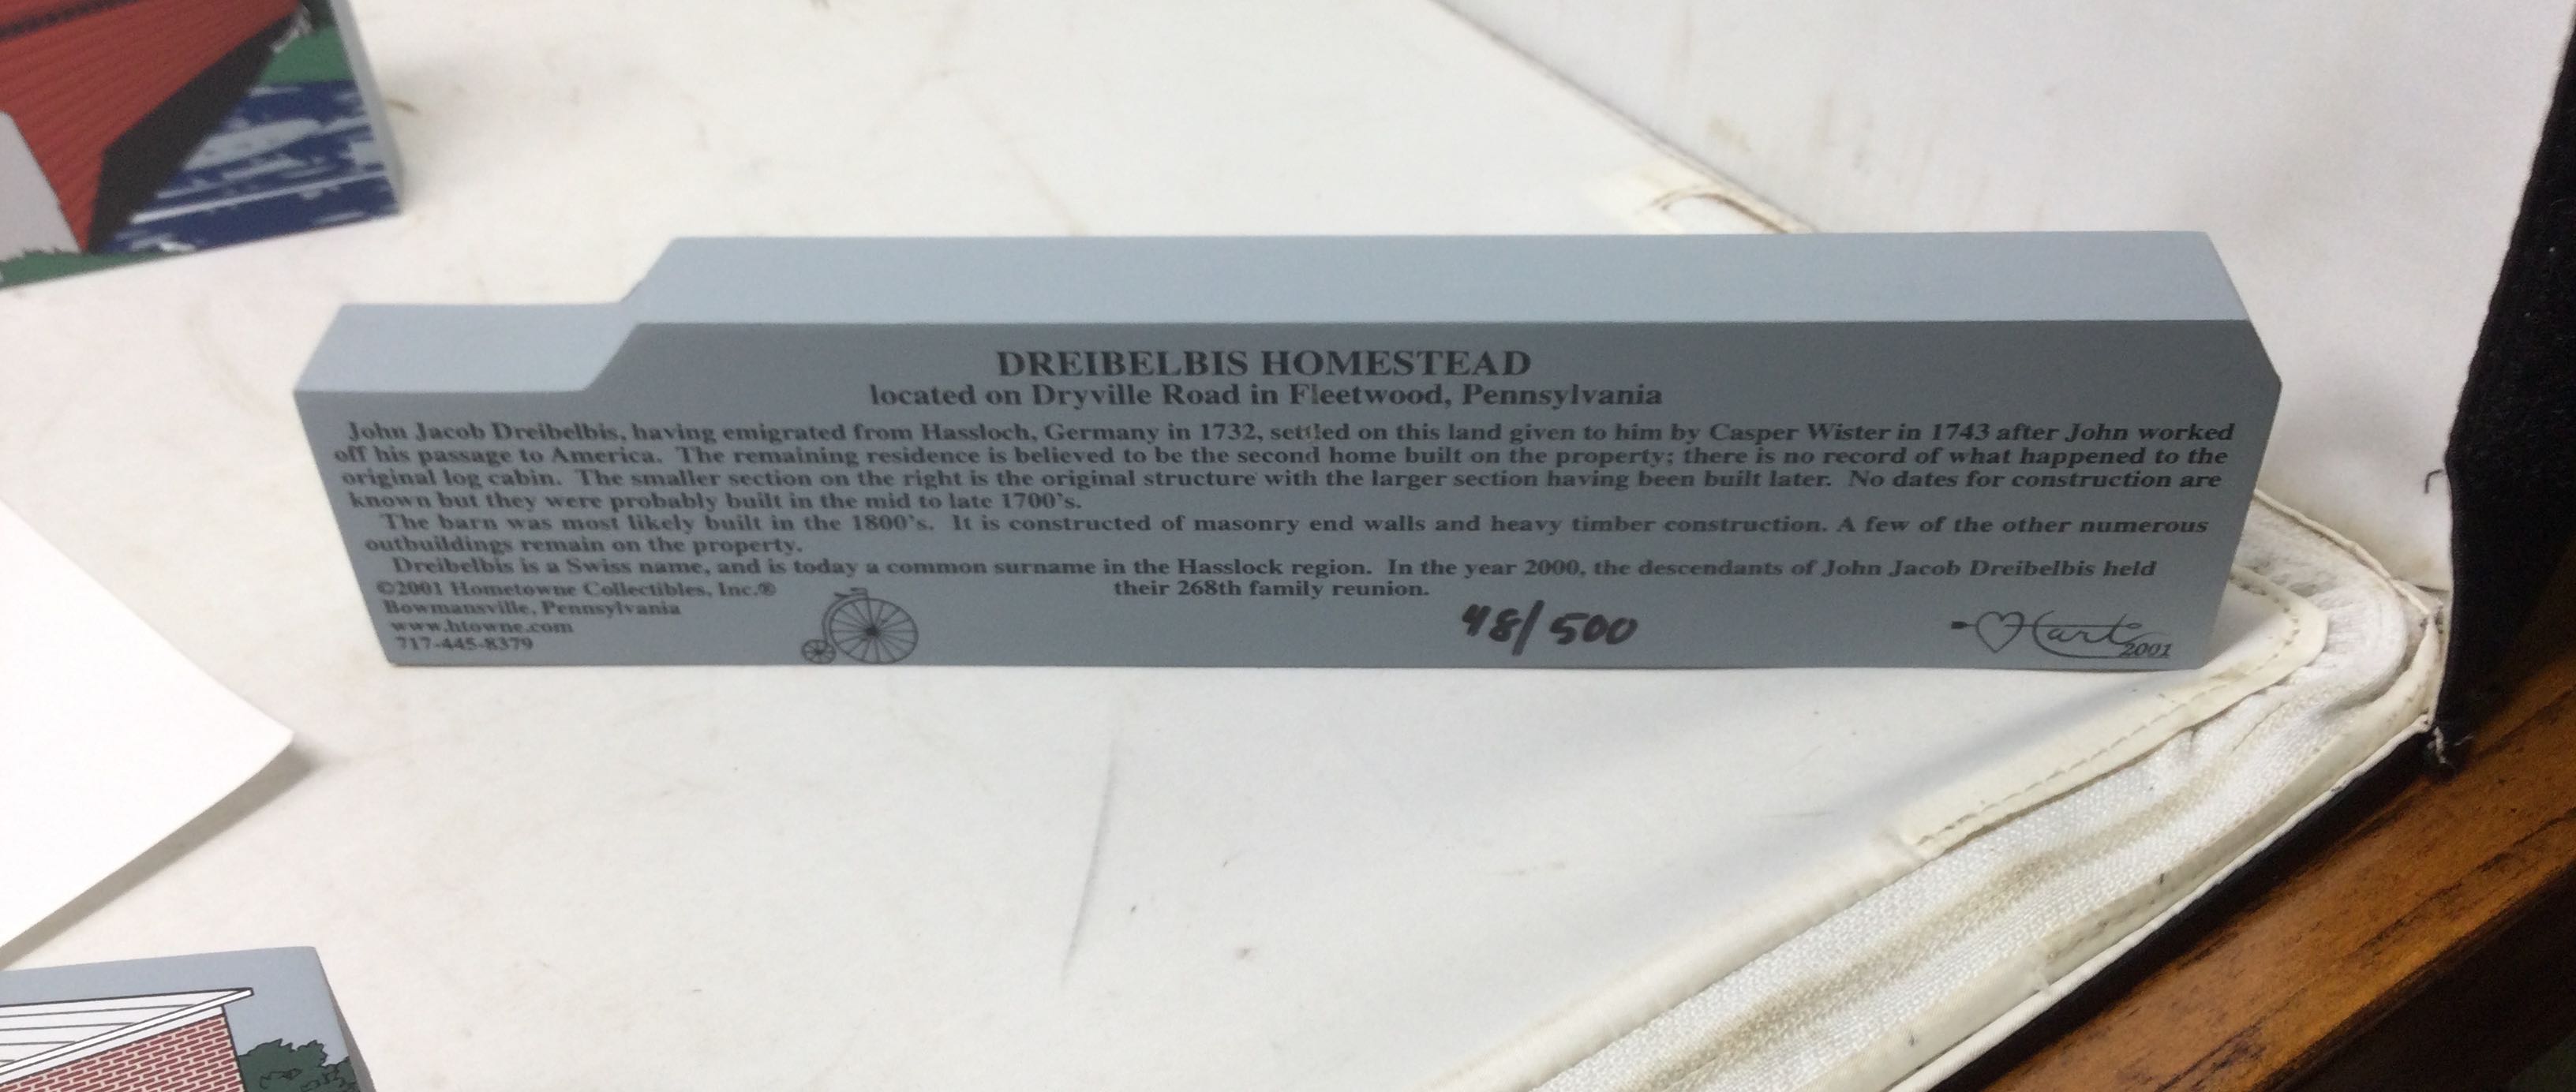 DREIBELBIS HOMESTEAD
located on Dryville Road in Fleetwood, Pennsylvania
John Jacob Dreibelbis, having emigrated from Hassloch, Germany in 1732, settled on this land given to him by Casper Wister in 1743 after John worked
off his passage to America. The remaining residence is believed to be the second home built on the property; there is no record of what happened to the
original log cabin. The smaller section on the right is the original structure with the larger section having been built later. No dates for construction are
known but they were probably built in the mid to late 1700's.
The barn was most likely built in the 1800's. It is constructed of masonry end walls and heavy timber construction. A few of the other numerous
outbuildings remain on the property.
Dreibelbis is a Swiss name, and is today a common surname in the Hasslock region. In the year 2000, the descendants of John Jacob Dreibelbis held
their 268th family reunion.
©2001 Hometowne Collectibles, Inc.®
Bowmansville, Pennsylvania
www.htowne.com
717-445-8379
48/500
Hart
2001